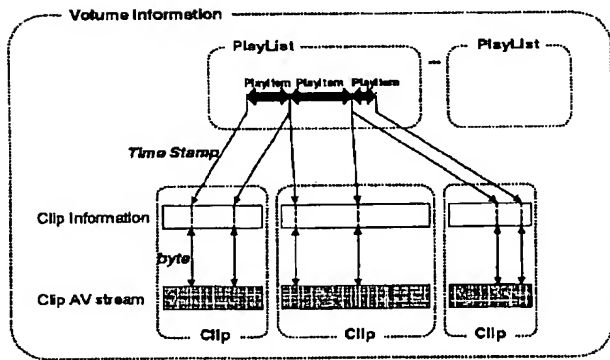 Volume Information
PlayList
PlayList
PlayItem PlayItem PlayItem
Time Stamp
Clip Information
byte
Clip AV stream
Clip
Clip
Clip